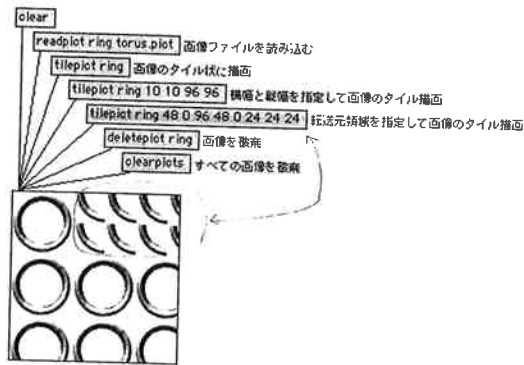 clear
readpict ring torus.pict 画像ファイルを読み込む
tilepict ring 画像のタイル状に描画
tilepict ring 10 10 96 96 横幅と縦幅を指定して画像のタイル描画
tilepict ring 48 0 96 48 0 24 24 24 転送元領域を指定して画像のタイル描画
deletepict ring 画像を破棄
clearpicts すべての画像を破棄